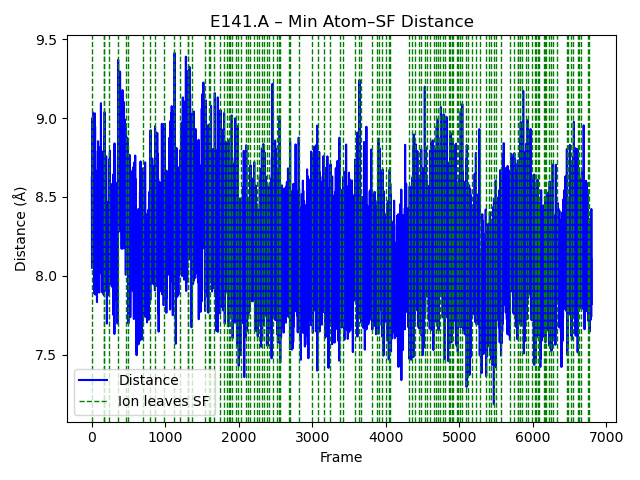 E141.A – Min Atom–SF Distance
Distance (Å)
9.5
9.0
8.5
8.0
7.5
Distance
Ion leaves SF
0 1000 2000 3000 4000 5000 6000 7000
Frame